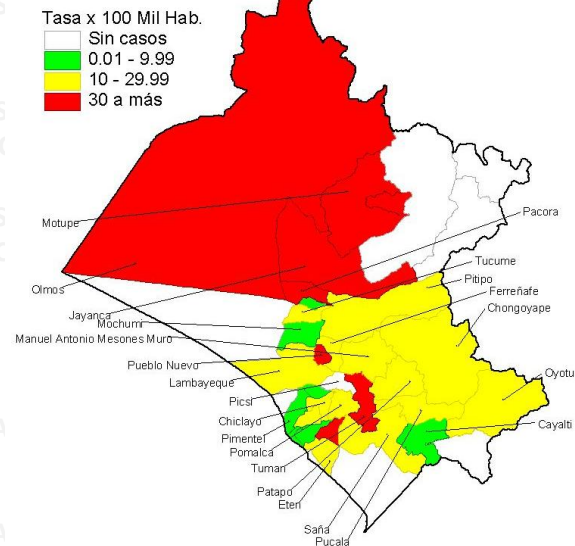 Tasa x 100 Mil Hab.
Sin casos
0.01 - 9.99
10 - 29.99
30 a más
Motupe
Pacora
Olmos
Tucume
Pitipo
Ferreñafe
Jayanca
Chongoyape
Mochumi
Manuel Antonio Mesones Muro
Pueblo Nuevo
Oyotu
Lambayeque
Picsi
Chiclayo
Cayalti
Pimentel
Pomalca
Tuman
Patapo
Eten
Saña
Pucala